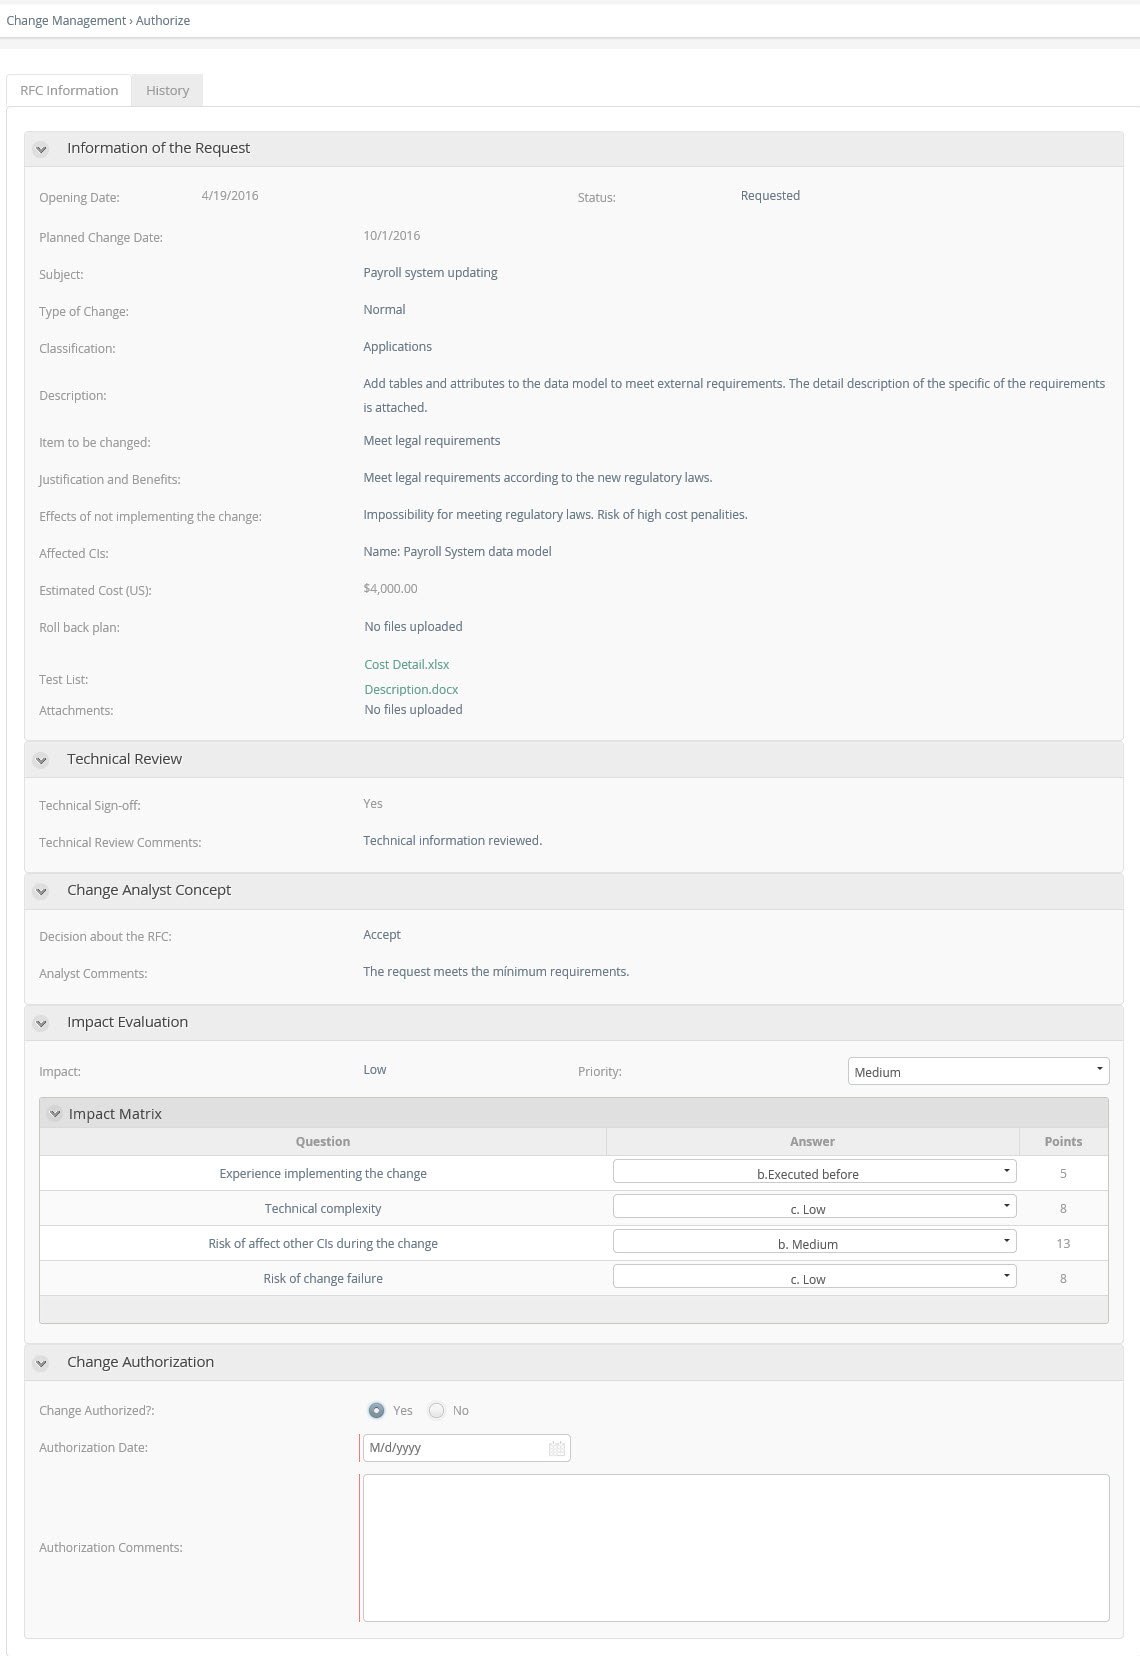 Change Management › Authorize
RFC Information History
Information of the Request
Opening Date: 4/19/2016 Status: Requested
Planned Change Date: 10/1/2016
Subject: Payroll system updating
Type of Change: Normal
Classification: Applications
Description: Add tables and attributes to the data model to meet external requirements. The detail description of the specific of the requirements
is attached.
Item to be changed: Meet legal requirements
Justification and Benefits: Meet legal requirements according to the new regulatory laws.
Effects of not implementing the change: Impossibility for meeting regulatory laws. Risk of high cost penalities.
Affected CIs: Name: Payroll System data model
Estimated Cost (US): $4,000.00
Roll back plan: No files uploaded
Test List: Cost Detail.xlsx
Description.docx
Attachments: No files uploaded
Technical Review
Technical Sign-off: Yes
Technical Review Comments: Technical information reviewed.
Change Analyst Concept
Decision about the RFC: Accept
Analyst Comments: The request meets the mínimum requirements.
Impact Evaluation
Impact: Low Priority: Medium
Impact Matrix
Question Answer Points
Experience implementing the change b.Executed before 5
Technical complexity c. Low 8
Risk of affect other CIs during the change b. Medium 13
Risk of change failure c. Low 8
Change Authorization
Change Authorized?: Yes No
Authorization Date: M/d/yyyy
Authorization Comments: